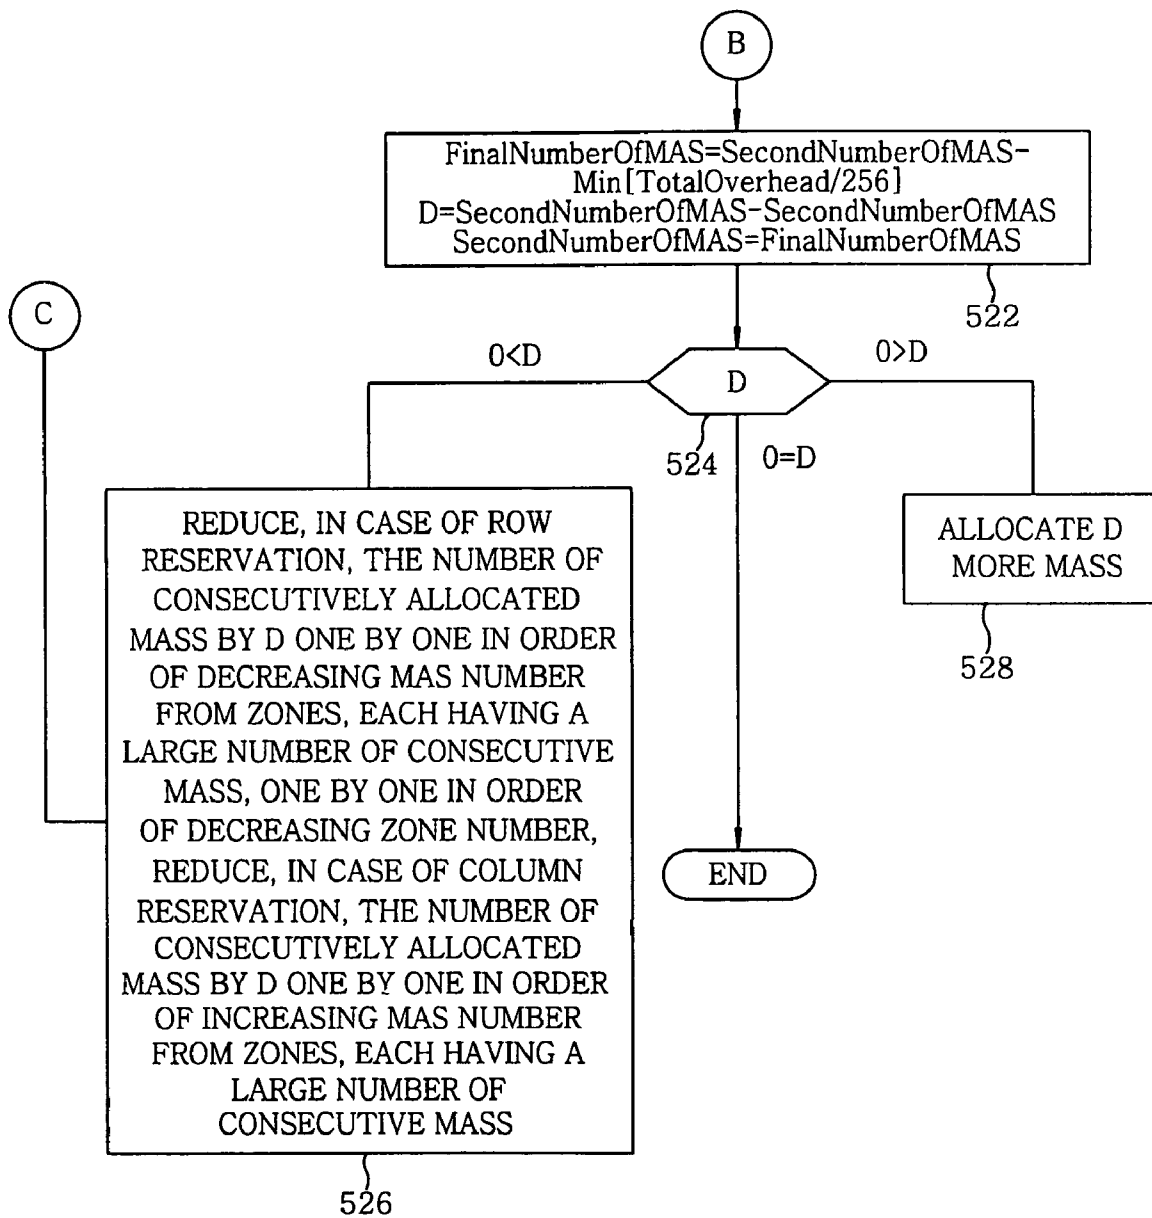 B
FinalNumberOfMAS=SecondNumberOfMAS-
Min[TotalOverhead/256]
D=SecondNumberOfMAS-SecondNumberOfMAS
SecondNumberOfMAS=FinalNumberOfMAS
522
C
0<D
0>D
D
524
0=D
REDUCE, IN CASE OF ROW
RESERVATION, THE NUMBER OF
CONSECUTIVELY ALLOCATED
MASS BY D ONE BY ONE IN ORDER
OF DECREASING MAS NUMBER
FROM ZONES, EACH HAVING A
LARGE NUMBER OF CONSECUTIVE
MASS, ONE BY ONE IN ORDER
OF DECREASING ZONE NUMBER,
REDUCE, IN CASE OF COLUMN
RESERVATION, THE NUMBER OF
CONSECUTIVELY ALLOCATED
MASS BY D ONE BY ONE IN ORDER
OF INCREASING MAS NUMBER
FROM ZONES, EACH HAVING A
LARGE NUMBER OF
CONSECUTIVE MASS
526
ALLOCATE D
MORE MASS
528
END